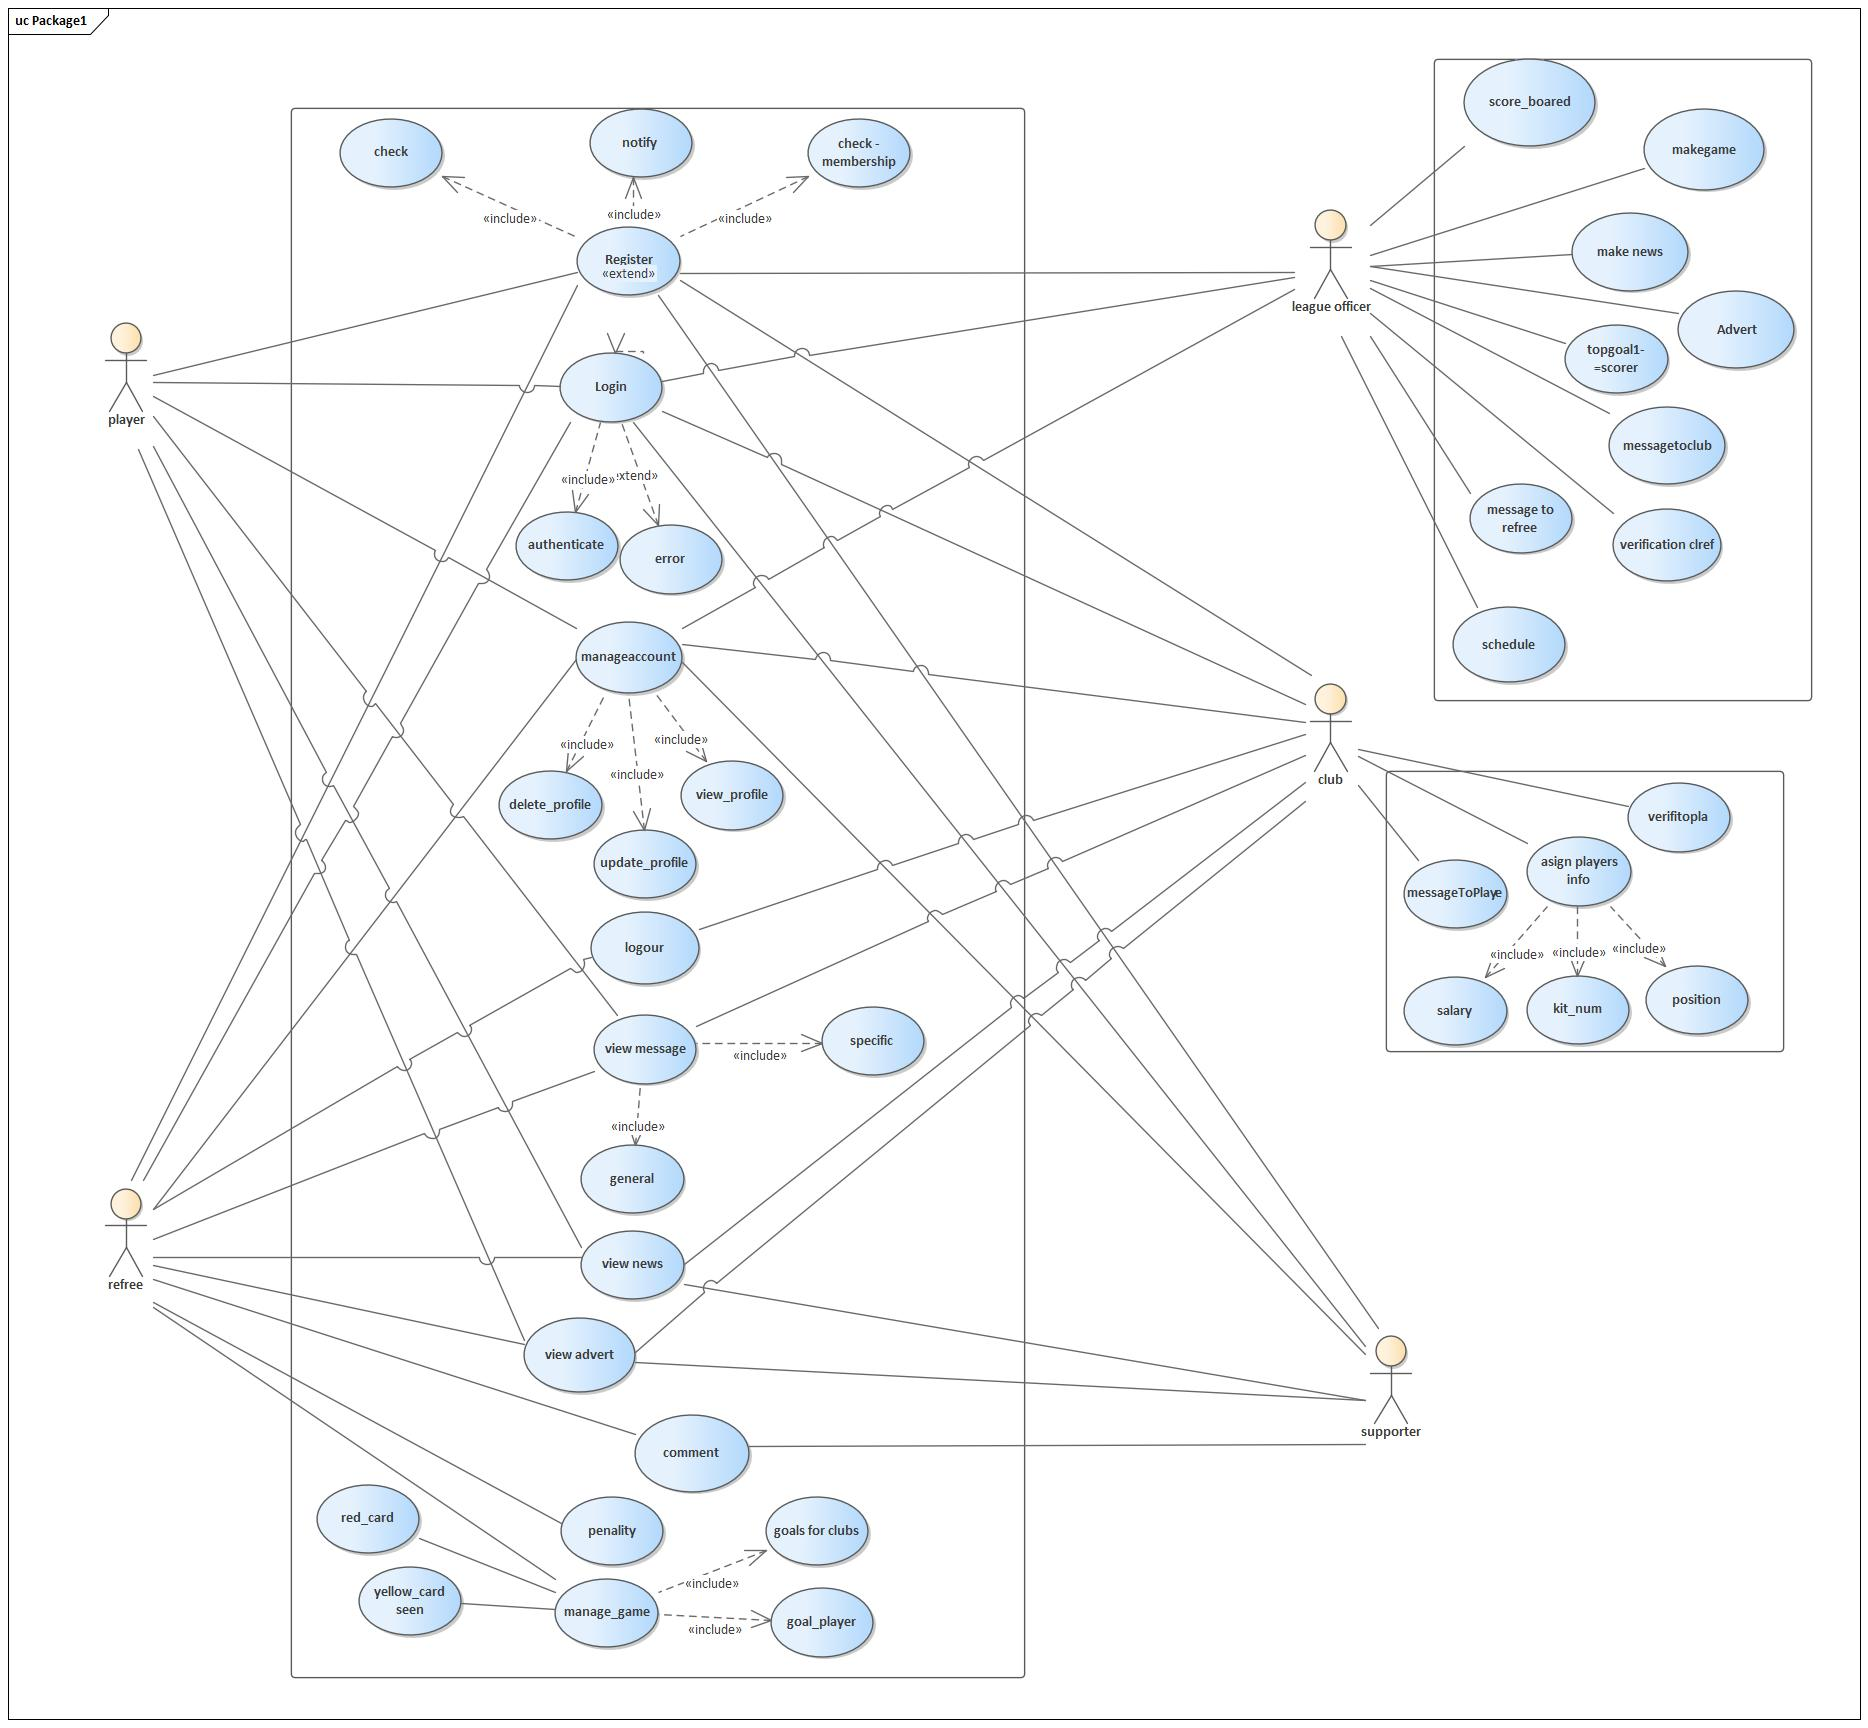 uc Package1
score_boared
check
notify
check -
membership
makegame
«include»
«include»
«include»
Register
«extend»
make news
league officer
Advert
topgoal1-
=scorer
player
Login
messagetoclub
«include»
xtend»
authenticate
error
message to
refree
verification clref
manageaccount
schedule
«include»
«include»
«include»
club
delete_profile
view_profile
update_profile
verifitopla
asign players
info
messageToPlaye
logour
«include»
«include»
«include»
salary
kit_num
position
view message
specific
«include»
«include»
general
view news
refree
view advert
supporter
comment
red_card
penality
goals for clubs
yellow_card
seen
«include»
manage_game
goal_player
«include»